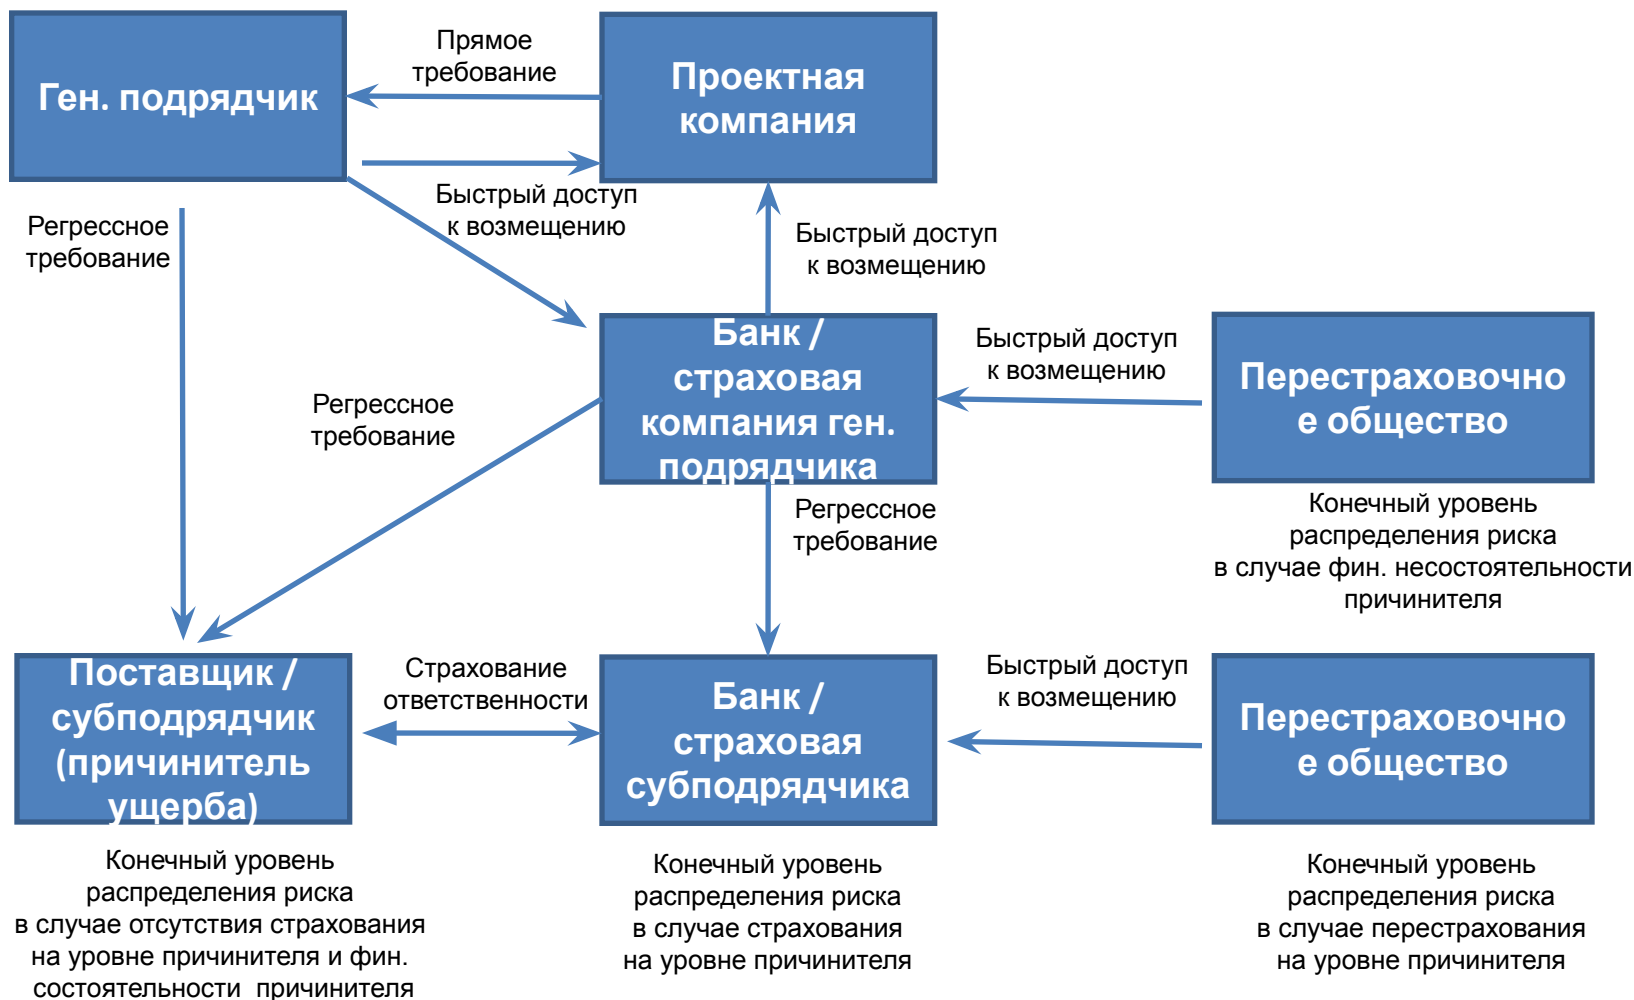 Ген. подрядчик
Прямое
требование
Проектная
компания
Быстрый доступ
к возмещению
Регрессное
требование
Быстрый доступ
к возмещению
Банк /
страховая
компания ген.
подрядчика
Быстрый доступ
к возмещению
Перестраховочно
е общество
Регрессное
требование
Конечный уровень
распределения риска
в случае фин. несостоятельности
причинителя
Регрессное
требование
Поставщик /
субподрядчик
(причинитель
ущерба)
Страхование
ответственности
Банк /
страховая
субподрядчика
Быстрый доступ
к возмещению
Перестраховочно
е общество
Конечный уровень
распределения риска
в случае отсутствия страхования
на уровне причинителя и фин.
состоятельности причинителя
Конечный уровень
распределения риска
в случае страхования
на уровне причинителя
Конечный уровень
распределения риска
в случае перестрахования
на уровне причинителя